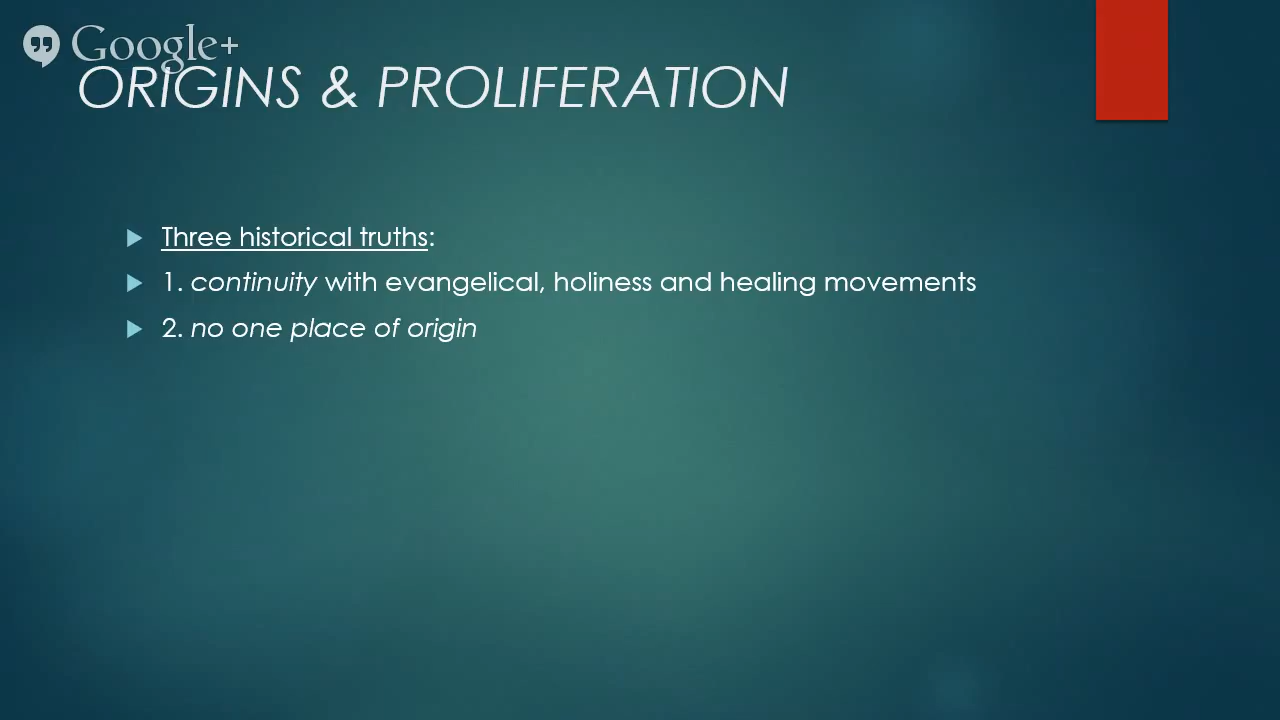 Google+
ORIGINS & PROLIFERATION
Three historical truths:
1. continuity with evangelical, holiness and healing movements
2. no one place of origin